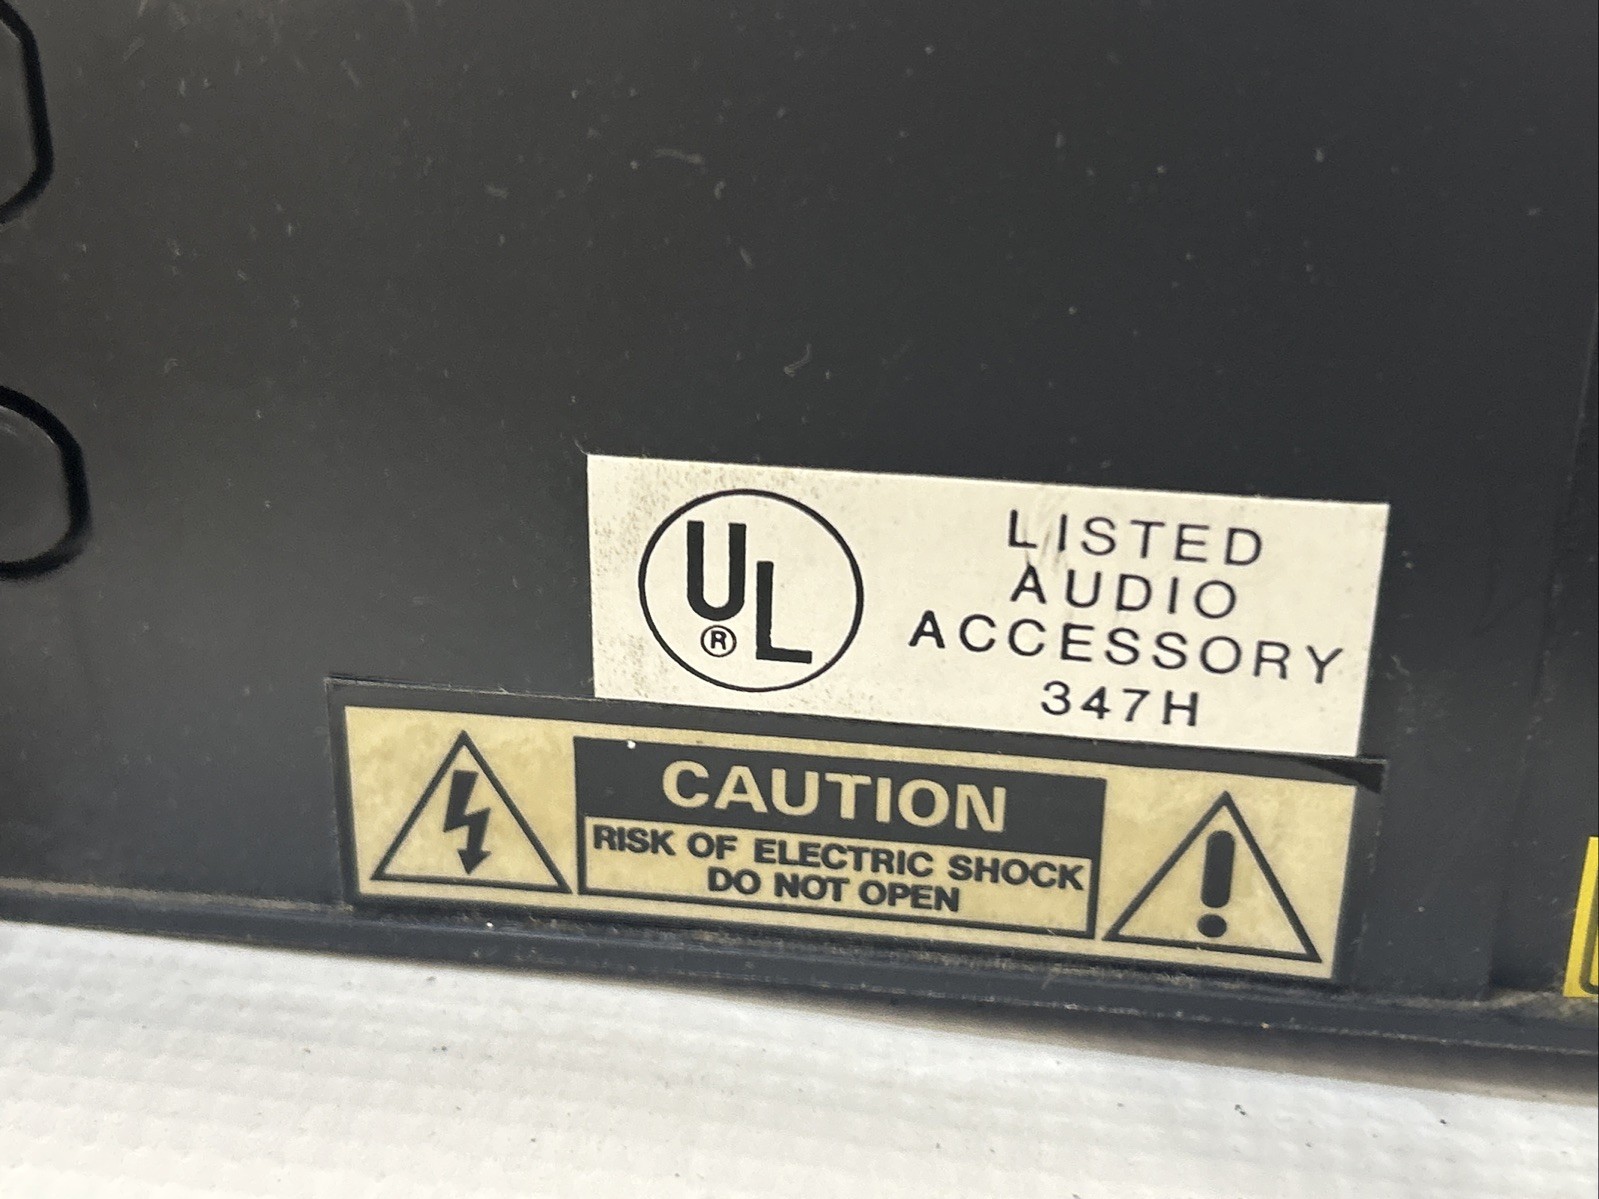 UL
®
LISTED
AUDIO
ACCESSORY
347H
CAUTION
RISK OF ELECTRIC SHOCK
DO NOT OPEN